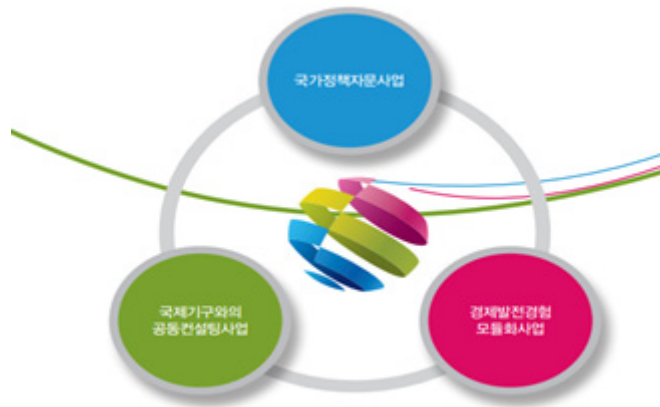 국가정책자문사업
국제기구와의
공동컨설팅사업
경제발전경험
모듈화사업